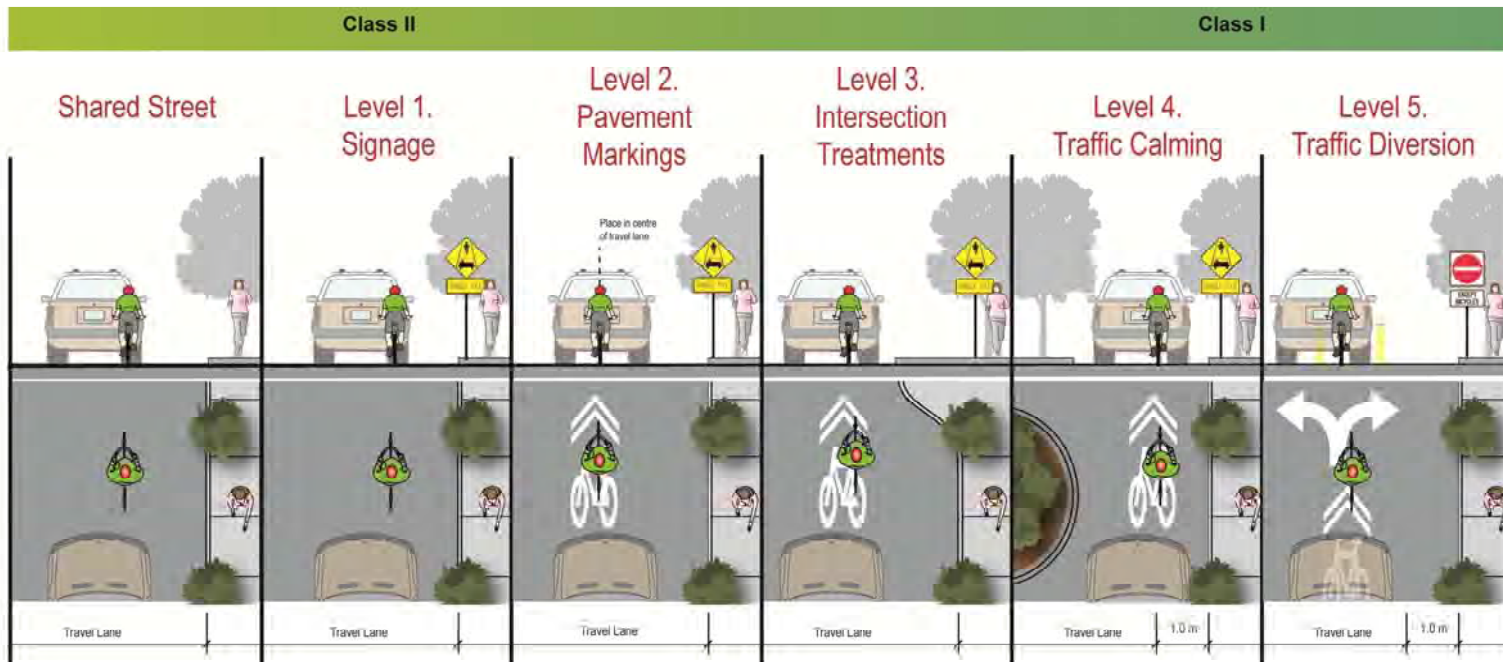 Class II
Class I
Shared Street
Level 1.
Signage
Level 2.
Pavement
Markings
Level 3.
Intersection
Treatments
Level 4.
Traffic Calming
Level 5.
Traffic Diversion
Place in centre
of travel lane
EXCEPT
BICYCLES
Travel Lane
Travel Lane
Travel Lane
Travel Lane
Travel Lane
1.0 m
Travel Lane
1.0 m